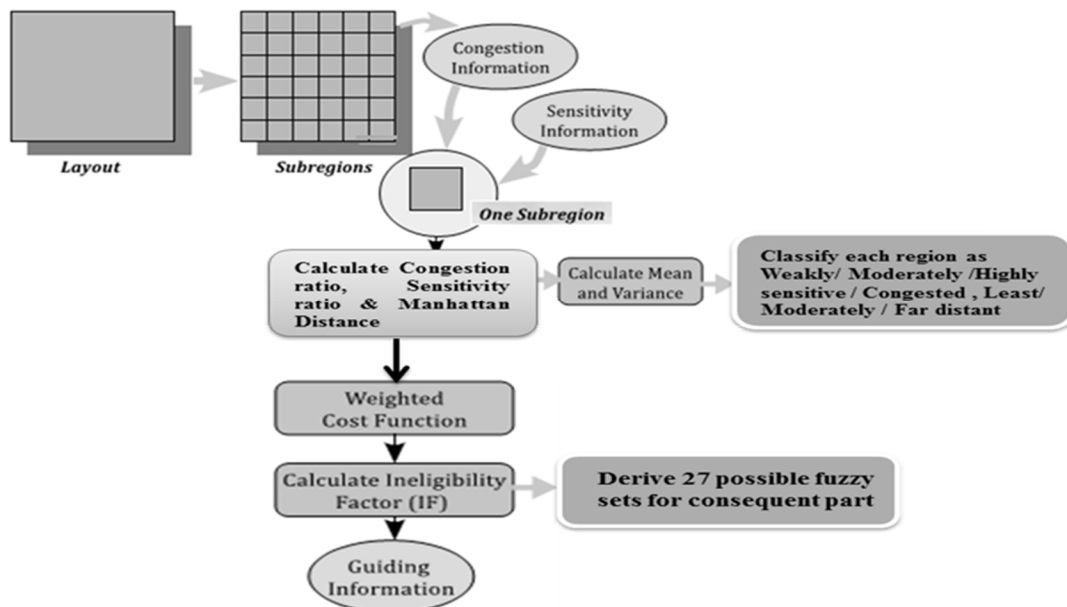 Layout
Subregions
Congestion
Information
Sensitivity
Information
One Subregion
Calculate Congestion
ratio, Sensitivity
ratio & Manhattan
Distance
Calculate Mean
and Variance
Classify each region as
Weakly/ Moderately /Highly
sensitive / Congested , Least/
Moderately / Far distant
Weighted
Cost Function
Calculate Ineligibility
Factor (IF)
Derive 27 possible fuzzy
sets for consequent part
Guiding
Information